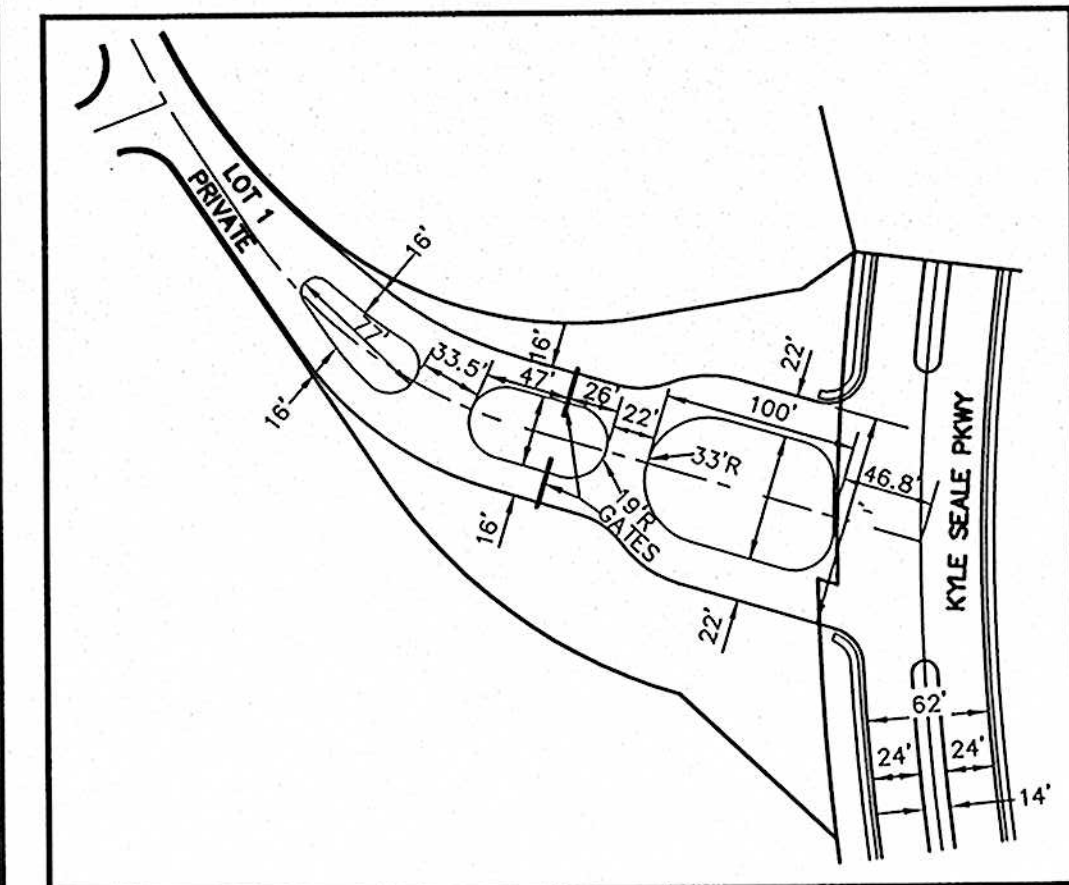 LOT 1
PRIVATE
16'
77'
16'
33.5'
47'
16'
26'
22'
22'
100'
33'R
46.8'
19'R
GATES
16'
22'
KYLE SEALE PKWY
62'
24'
24'
14'